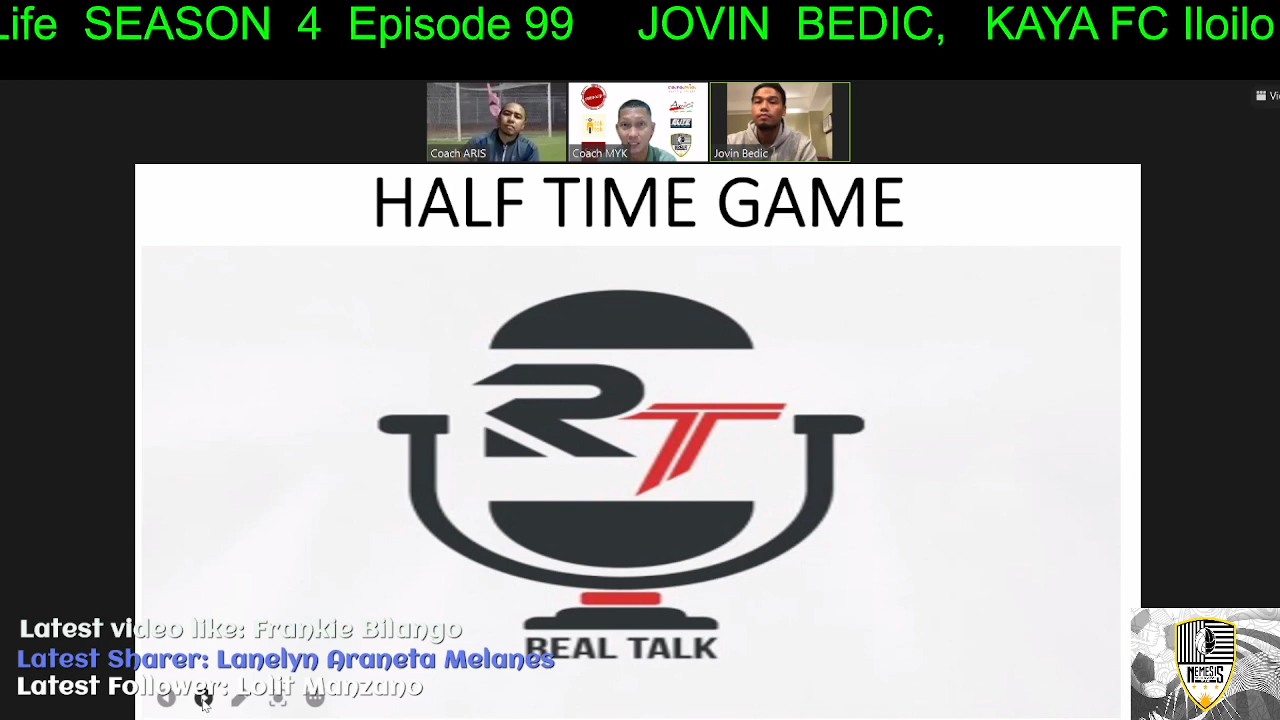 Life SEASON 4 Episode 99 JOVIN BEDIC, KAYA FC Iloilo
Coach ARIS
Coach MYK
Jovin Bedic
HALF TIME GAME
RT
REAL TALK
Latest video like: Frankie Bilango
Latest Sharer: Lanelyn Araneta Melanes
Latest Follower: Lolit Manzano
NEMESIS